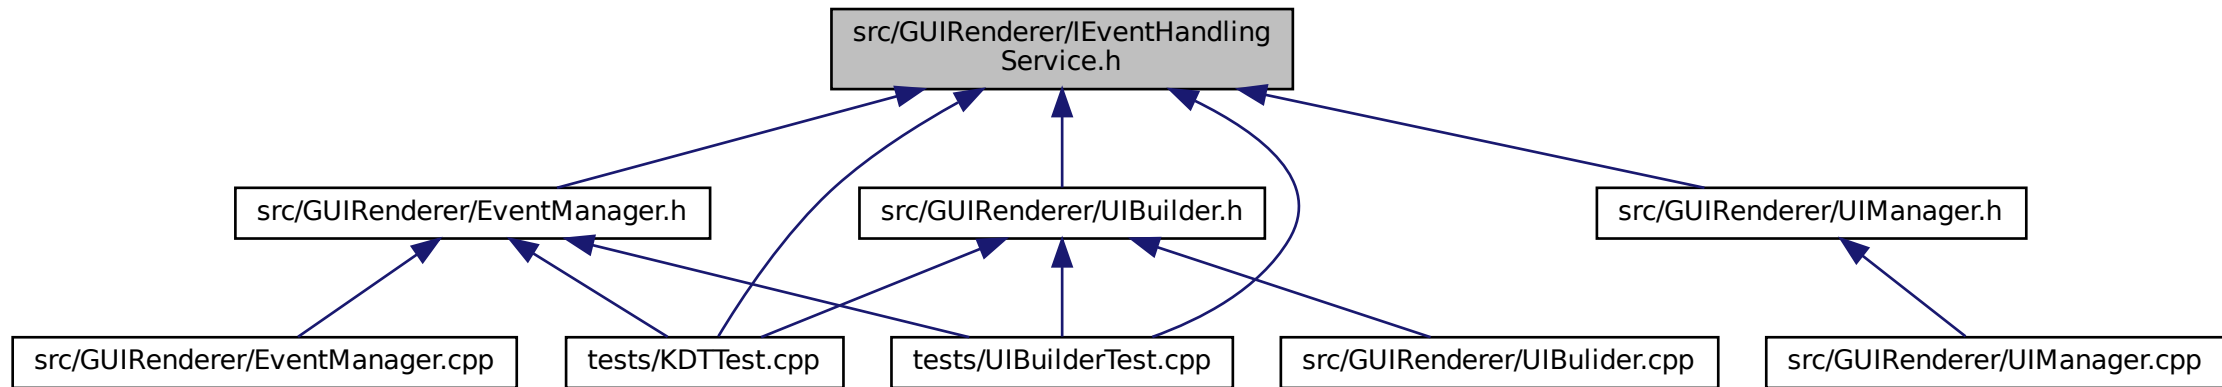 src/GUIRenderer/IEventHandling
Service.h
src/GUIRenderer/EventManager.h
src/GUIRenderer/UIBuilder.h
src/GUIRenderer/UIManager.h
src/GUIRenderer/EventManager.cpp
tests/KDTTest.cpp
tests/UIBuilderTest.cpp
src/GUIRenderer/UIBulider.cpp
src/GUIRenderer/UIManager.cpp